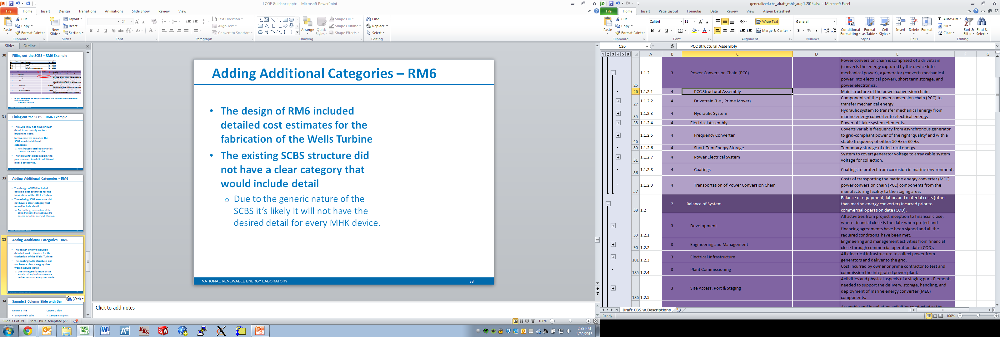 LCOE Guidance.pptx - Microsoft PowerPoint
File Home Insert Design Transitions Animations Slide Show Review View
Paste
Cut
Copy
Format Painter
Clipboard
New
Slide
Layout
Reset
Section
Slides
24
Font
Text Direction
Align Text
Convert to SmartArt
Paragraph
Arrange
Quick
Styles
Shape Fill
Shape Outline
Shape Effects
Drawing
Find
Replace
Select
Editing
Slides Outline
30
Filling out the SCBS – RM6 Example
31
Filling out the SCBS – RM6 Example
• The SCBS may not have enough
detail to accurately capture
important costs.
• In this case we can alter the
SCBS to add additional
categories.
o RM6 included detailed fabrication
costs for the Wells Turbine
• The following slides explain the
process used to add in additional
level 5 categories.
32
Adding Additional Categories – RM6
• The design of RM6 included
detailed cost estimates for the
fabrication of the Wells Turbine
• The existing SCBS structure did
not have a clear category that
would include detail
o Due to the generic nature of the
SCBS it's likely it will not have the
desired detail for every MHK device.
33
Adding Additional Categories – RM6
• The design of RM6 included
detailed cost estimates for the
fabrication of the Wells Turbine
• The existing SCBS structure did
not have a clear category that
would include detail
o Due to the generic nature of the
SCBS it's likely it will not have the
desired detail for every MHK device.
34
Sample 2-Column Slide with Bar
(Ctrl)
Column 1 Title Column 2 Title
• Sample main point • Sample main point
Adding Additional Categories – RM6
• The design of RM6 included
detailed cost estimates for the
fabrication of the Wells Turbine
• The existing SCBS structure did
not have a clear category that
would include detail
o Due to the generic nature of the
SCBS it's likely it will not have the
desired detail for every MHK device.
NATIONAL RENEWABLE ENERGY LABORATORY 33
Click to add notes
Slide 33 of 39 "nrel_blue_template (2)" 100%
2:38 PM
1/30/2015
generalized.cbs_.draft_mhk_aug.1.2014.xlsx - Microsoft Excel
File Home Insert Page Layout Formulas Data Review View Aspen Datasheet
Paste
Cut
Copy
Format Painter
Clipboard
Calibri 11
Font
Wrap Text
Merge & Center
Alignment
General
Number
Conditional
Formatting
Format
as Table
Cell
Styles
Styles
Insert Delete Format
Cells
AutoSum
Fill
Clear
Sort &
Filter
Find &
Select
Editing
C26 fx PCC Structural Assembly
1 2 3 4 5 6 A B C D E F G
25 1.1.2 3 Power Conversion Chain (PCC)
Power conversion chain is comprised of a drivetrain
(converts the energy captured by the device into
mechanical power), a generator (converts mechanical
power into electrical power), short term storage, and
power electronics.
26 1.1.2.1 4 PCC Structural Assembly Main structure of the power conversion chain.
27 1.1.2.2 4 Drivetrain (i.e., Prime Mover)
Components of the power conversion chain (PCC) to
transfer mechanical energy.
35 1.1.2.3 4 Hydraulic System
Hydraulic system to transfer mechanical energy from
marine energy converter to electrical energy.
38 1.1.2.4 4 Electrical Assembly Power off-take system elements.
46 1.1.2.5 4 Frequency Converter
Coverts variable frequency from asynchronous generator
to grid-compliant power of the right 'quality' and with a
stable frequency of either 50 Hz or 60 Hz.
50 1.1.2.6 4 Short-Tem Energy Storage Temporary storage of electrical energy.
51 1.1.2.7 4 Power Electrical System
System to covert generator voltage to array cable system
voltage for collection.
56 1.1.2.8 4 Coatings Coatings to protect from corrosion in marine environment.
57 1.1.2.9 4 Transportation of Power Conversion Chain
Costs of transporting the marine energy converter (MEC)
power conversion chain (PCC) components from the
manufacturing facility to the staging area.
58 1.2 2 Balance of System
Balance of equipment, labor, and material costs (other
than marine energy converter) incurred prior to
commercial operation date (COD).
59 1.2.1 3 Development
All activities from project inception to financial close,
where financial close is the date when project and
financing agreements have been signed and all the
required conditions have been met.
90 1.2.2 3 Engineering and Management
Engineering and management activities from financial
close through commercial operation date (COD).
101 1.2.3 3 Electrical Infrastructure
All electrical infrastructure to collect power from
generators and deliver to the grid.
185 1.2.4 3 Plant Commissioning
Cost incurred by owner or prime contractor to test and
commission the integrated power plant.
186 1.2.5 3 Site Access, Port & Staging
Activities and physical aspects of a staging port. Elements
needed to support the delivery, storage, handling, and
deployment of marine energy converter (MEC)
components.
Assembly and installation activities conducted at the
Draft.CBS.w.Descriptions
Ready 100%